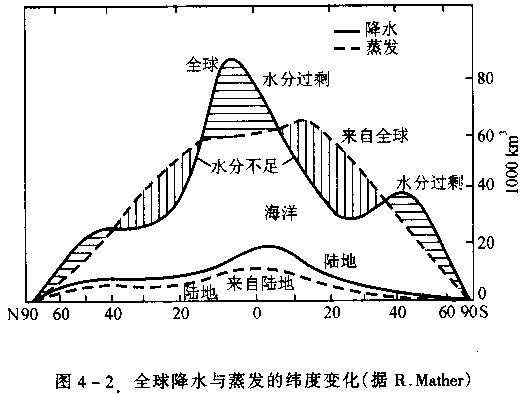 降水
蒸发
全球
水分过剩
80
来自全球
60
1000 km³
水分不足
水分过剩
40
海洋
20
陆地
陆地
来自陆地
0
N90 60 40 20 0 20 40 60 90S
图 4-2. 全球降水与蒸发的纬度变化(据 R.Mather)